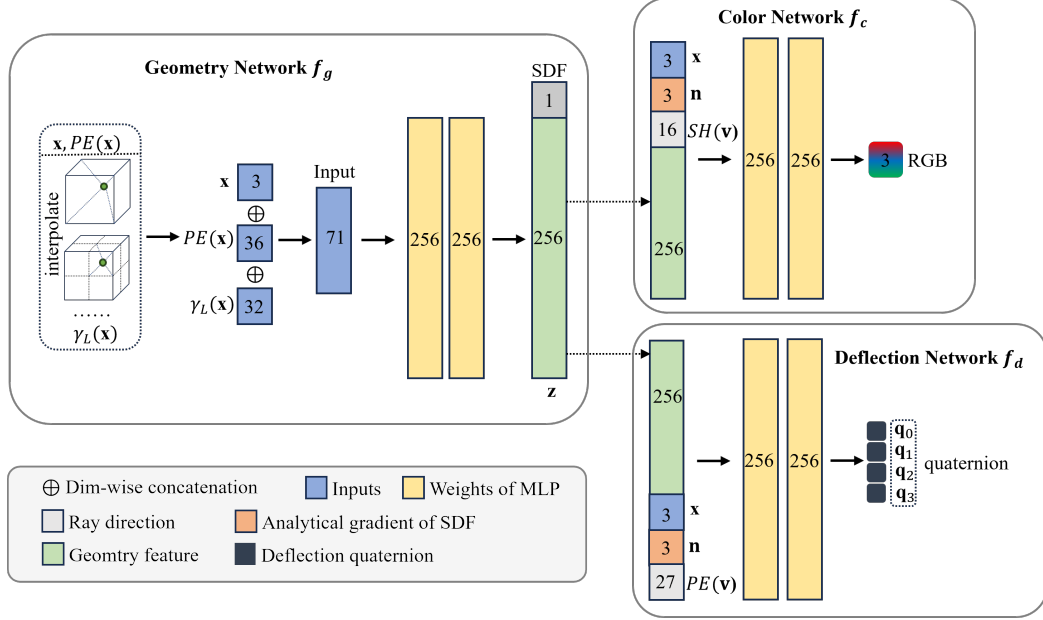 Geometry Network f_g
x, PE(x)
interpolate
……
γ_L(x)
x 3
⊕
PE(x) 36
⊕
γ_L(x) 32
Input
71
256 256
SDF
1
256
z
Color Network f_c
3 x
3 n
16 SH(v)
256
256 256
3 RGB
Deflection Network f_d
256
3 x
3 n
27 PE(v)
256 256
q_0
q_1
q_2
q_3
quaternion
⊕ Dim-wise concatenation
Inputs
Weights of MLP
Ray direction
Analytical gradient of SDF
Geomtry feature
Deflection quaternion